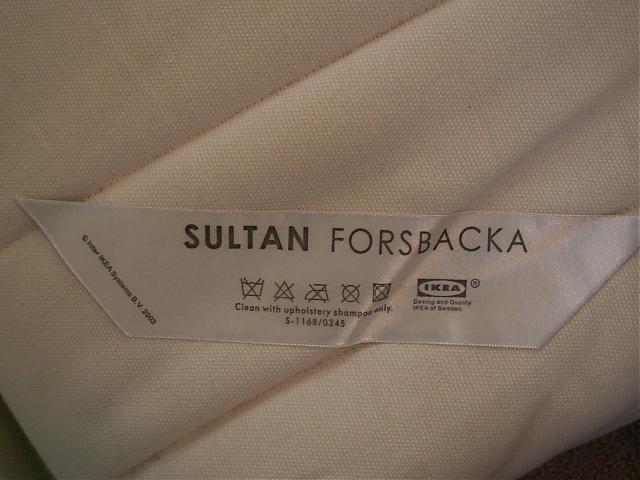 SULTAN FORSBACKA
© Inter IKEA Systems B.V. 2003
Clean with upholstery shampoo only.
S-1168/0345
IKEA®
Design and Quality
IKEA of Sweden